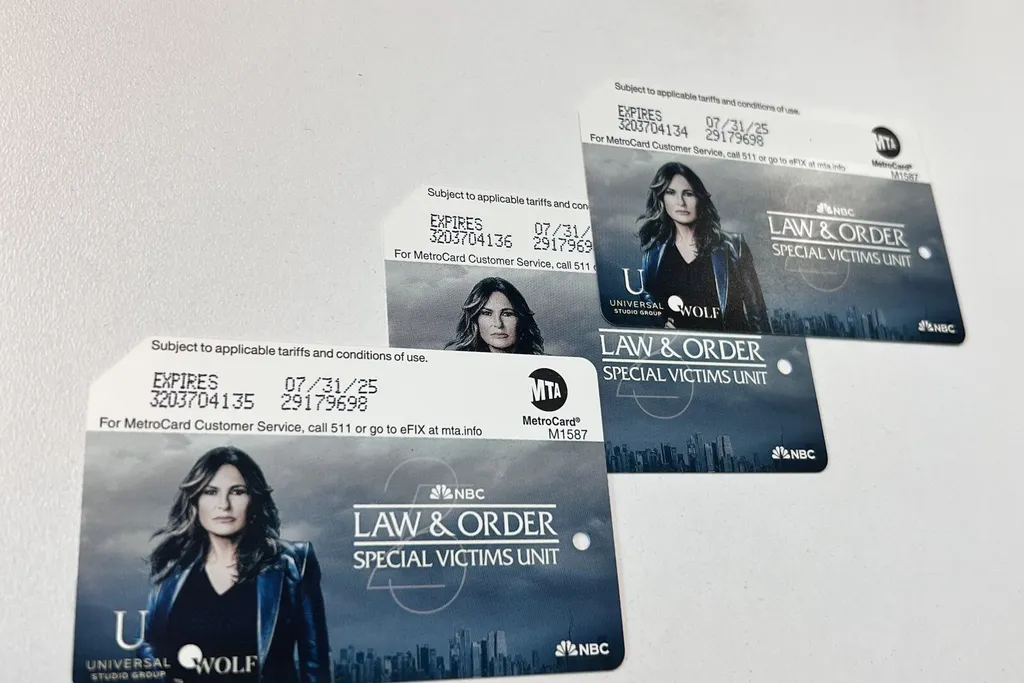 Subject to applicable tariffs and conditions of use.
EXPIRES 07/31/25
3203704134 29179698
For MetroCard Customer Service, call 511 or go to eFIX at mta.info
MTA
MetroCard®
M1587
NBC
LAW & ORDER
SPECIAL VICTIMS UNIT
U
UNIVERSAL
STUDIO GROUP
WOLF
NBC
Subject to applicable tariffs and con
EXPIRES 07/31/
3203704136 2917969
For MetroCard Customer Service, call 511
LAW & ORDER
SPECIAL VICTIMS UNIT
NBC
Subject to applicable tariffs and conditions of use.
EXPIRES 07/31/25
3203704135 29179698
For MetroCard Customer Service, call 511 or go to eFIX at mta.info
MTA
MetroCard®
M1587
25
NBC
LAW & ORDER
SPECIAL VICTIMS UNIT
U
UNIVERSAL
STUDIO GROUP
WOLF
NBC